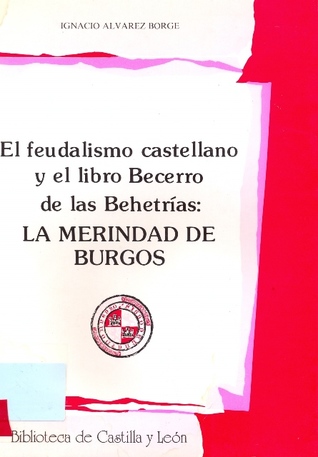 IGNACIO ALVAREZ BORGE
El feudalismo castellano
y el libro Becerro
de las Behetrías:
LA MERINDAD DE
BURGOS
Biblioteca de Castilla y León